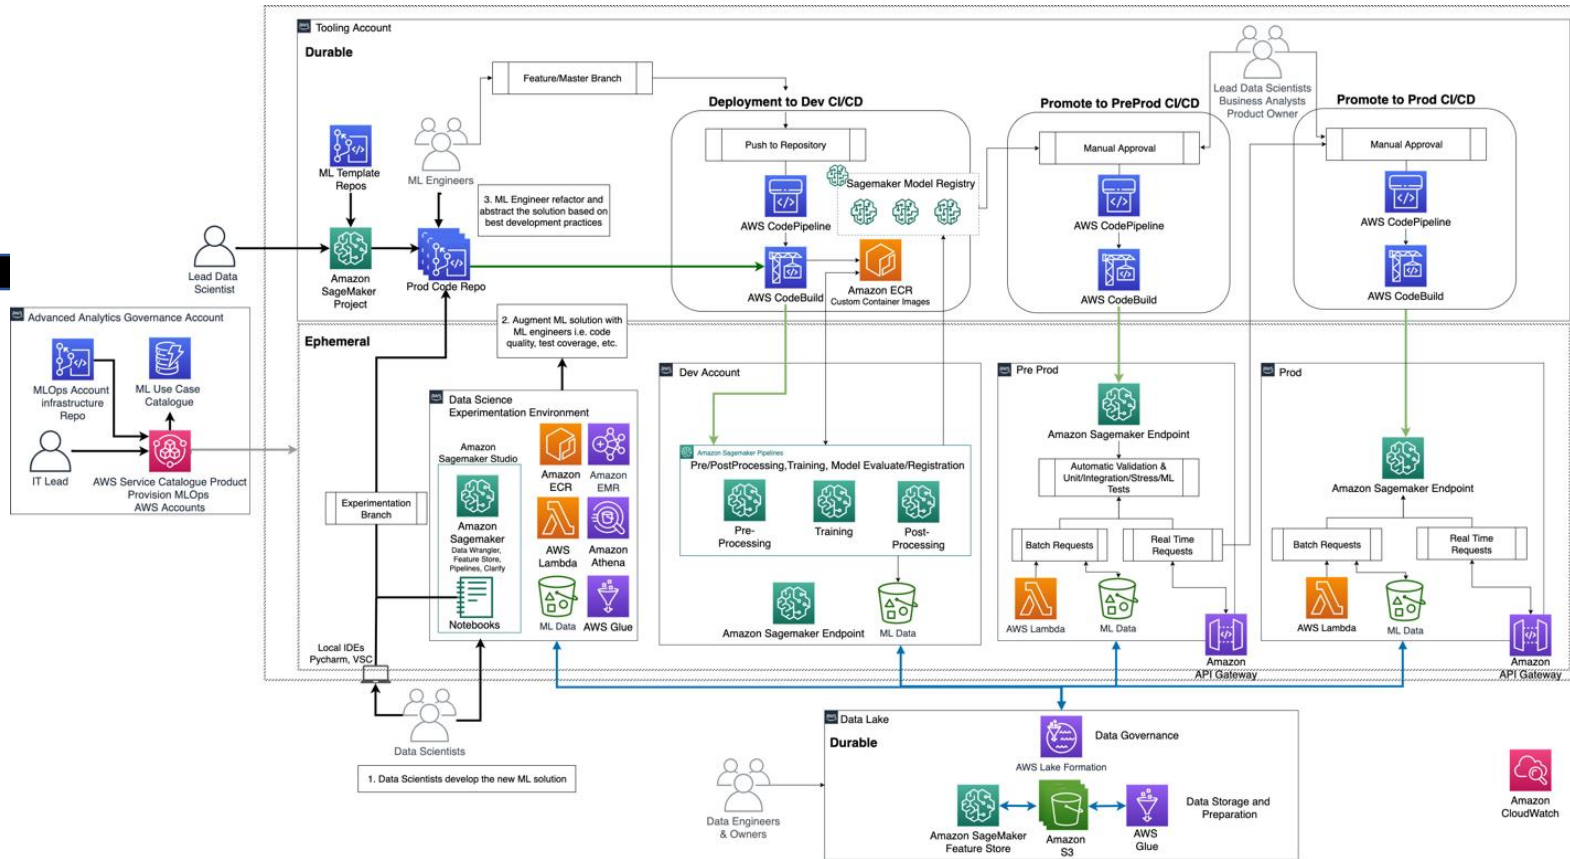 Tooling Account
Durable
Feature/Master Branch
Lead Data Scientists
Business Analysts
Product Owner
Deployment to Dev CI/CD
Promote to PreProd CI/CD
Promote to Prod CI/CD
ML Template
Repos
ML Engineers
3. ML Engineer refactor and
abstract the solution based on
best development practices
Push to Repository
Sagemaker Model Registry
Manual Approval
Manual Approval
AWS CodePipeline
AWS CodePipeline
AWS CodePipeline
Lead Data
Scientist
Amazon
SageMaker
Project
Prod Code Repo
AWS CodeBuild
Amazon ECR
Custom Container Images
AWS CodeBuild
AWS CodeBuild
Advanced Analytics Governance Account
MLOps Account
infrastructure
Repo
ML Use Case
Catalogue
IT Lead
AWS Service Catalogue Product
Provision MLOps
AWS Accounts
Ephemeral
2. Augment ML solution with
ML engineers i.e. code
quality, test coverage, etc.
Experimentation
Branch
Data Science
Experimentation Environment
Amazon
Sagemaker Studio
Amazon
Sagemaker
Data Wrangler,
Feature Store,
Pipelines, Clarify
Notebooks
Amazon
ECR
Amazon
EMR
AWS
Lambda
Amazon
Athena
ML Data
AWS Glue
Local IDEs
Pycharm, VSC
Data Scientists
1. Data Scientists develop the new ML solution
Dev Account
Amazon Sagemaker Pipelines
Pre/PostProcessing,Training, Model Evaluate/Registration
Pre-
Processing
Training
Post-
Processing
Amazon Sagemaker Endpoint
ML Data
Pre Prod
Amazon Sagemaker Endpoint
Automatic Validation &
Unit/Integration/Stress/ML
Tests
Batch Requests
Real Time
Requests
AWS Lambda
ML Data
Amazon
API Gateway
Prod
Amazon Sagemaker Endpoint
Batch Requests
Real Time
Requests
AWS Lambda
ML Data
Amazon
API Gateway
Data Lake
Durable
Data Governance
AWS Lake Formation
Data Engineers
& Owners
Amazon SageMaker
Feature Store
Amazon
S3
AWS
Glue
Data Storage and
Preparation
Amazon
CloudWatch